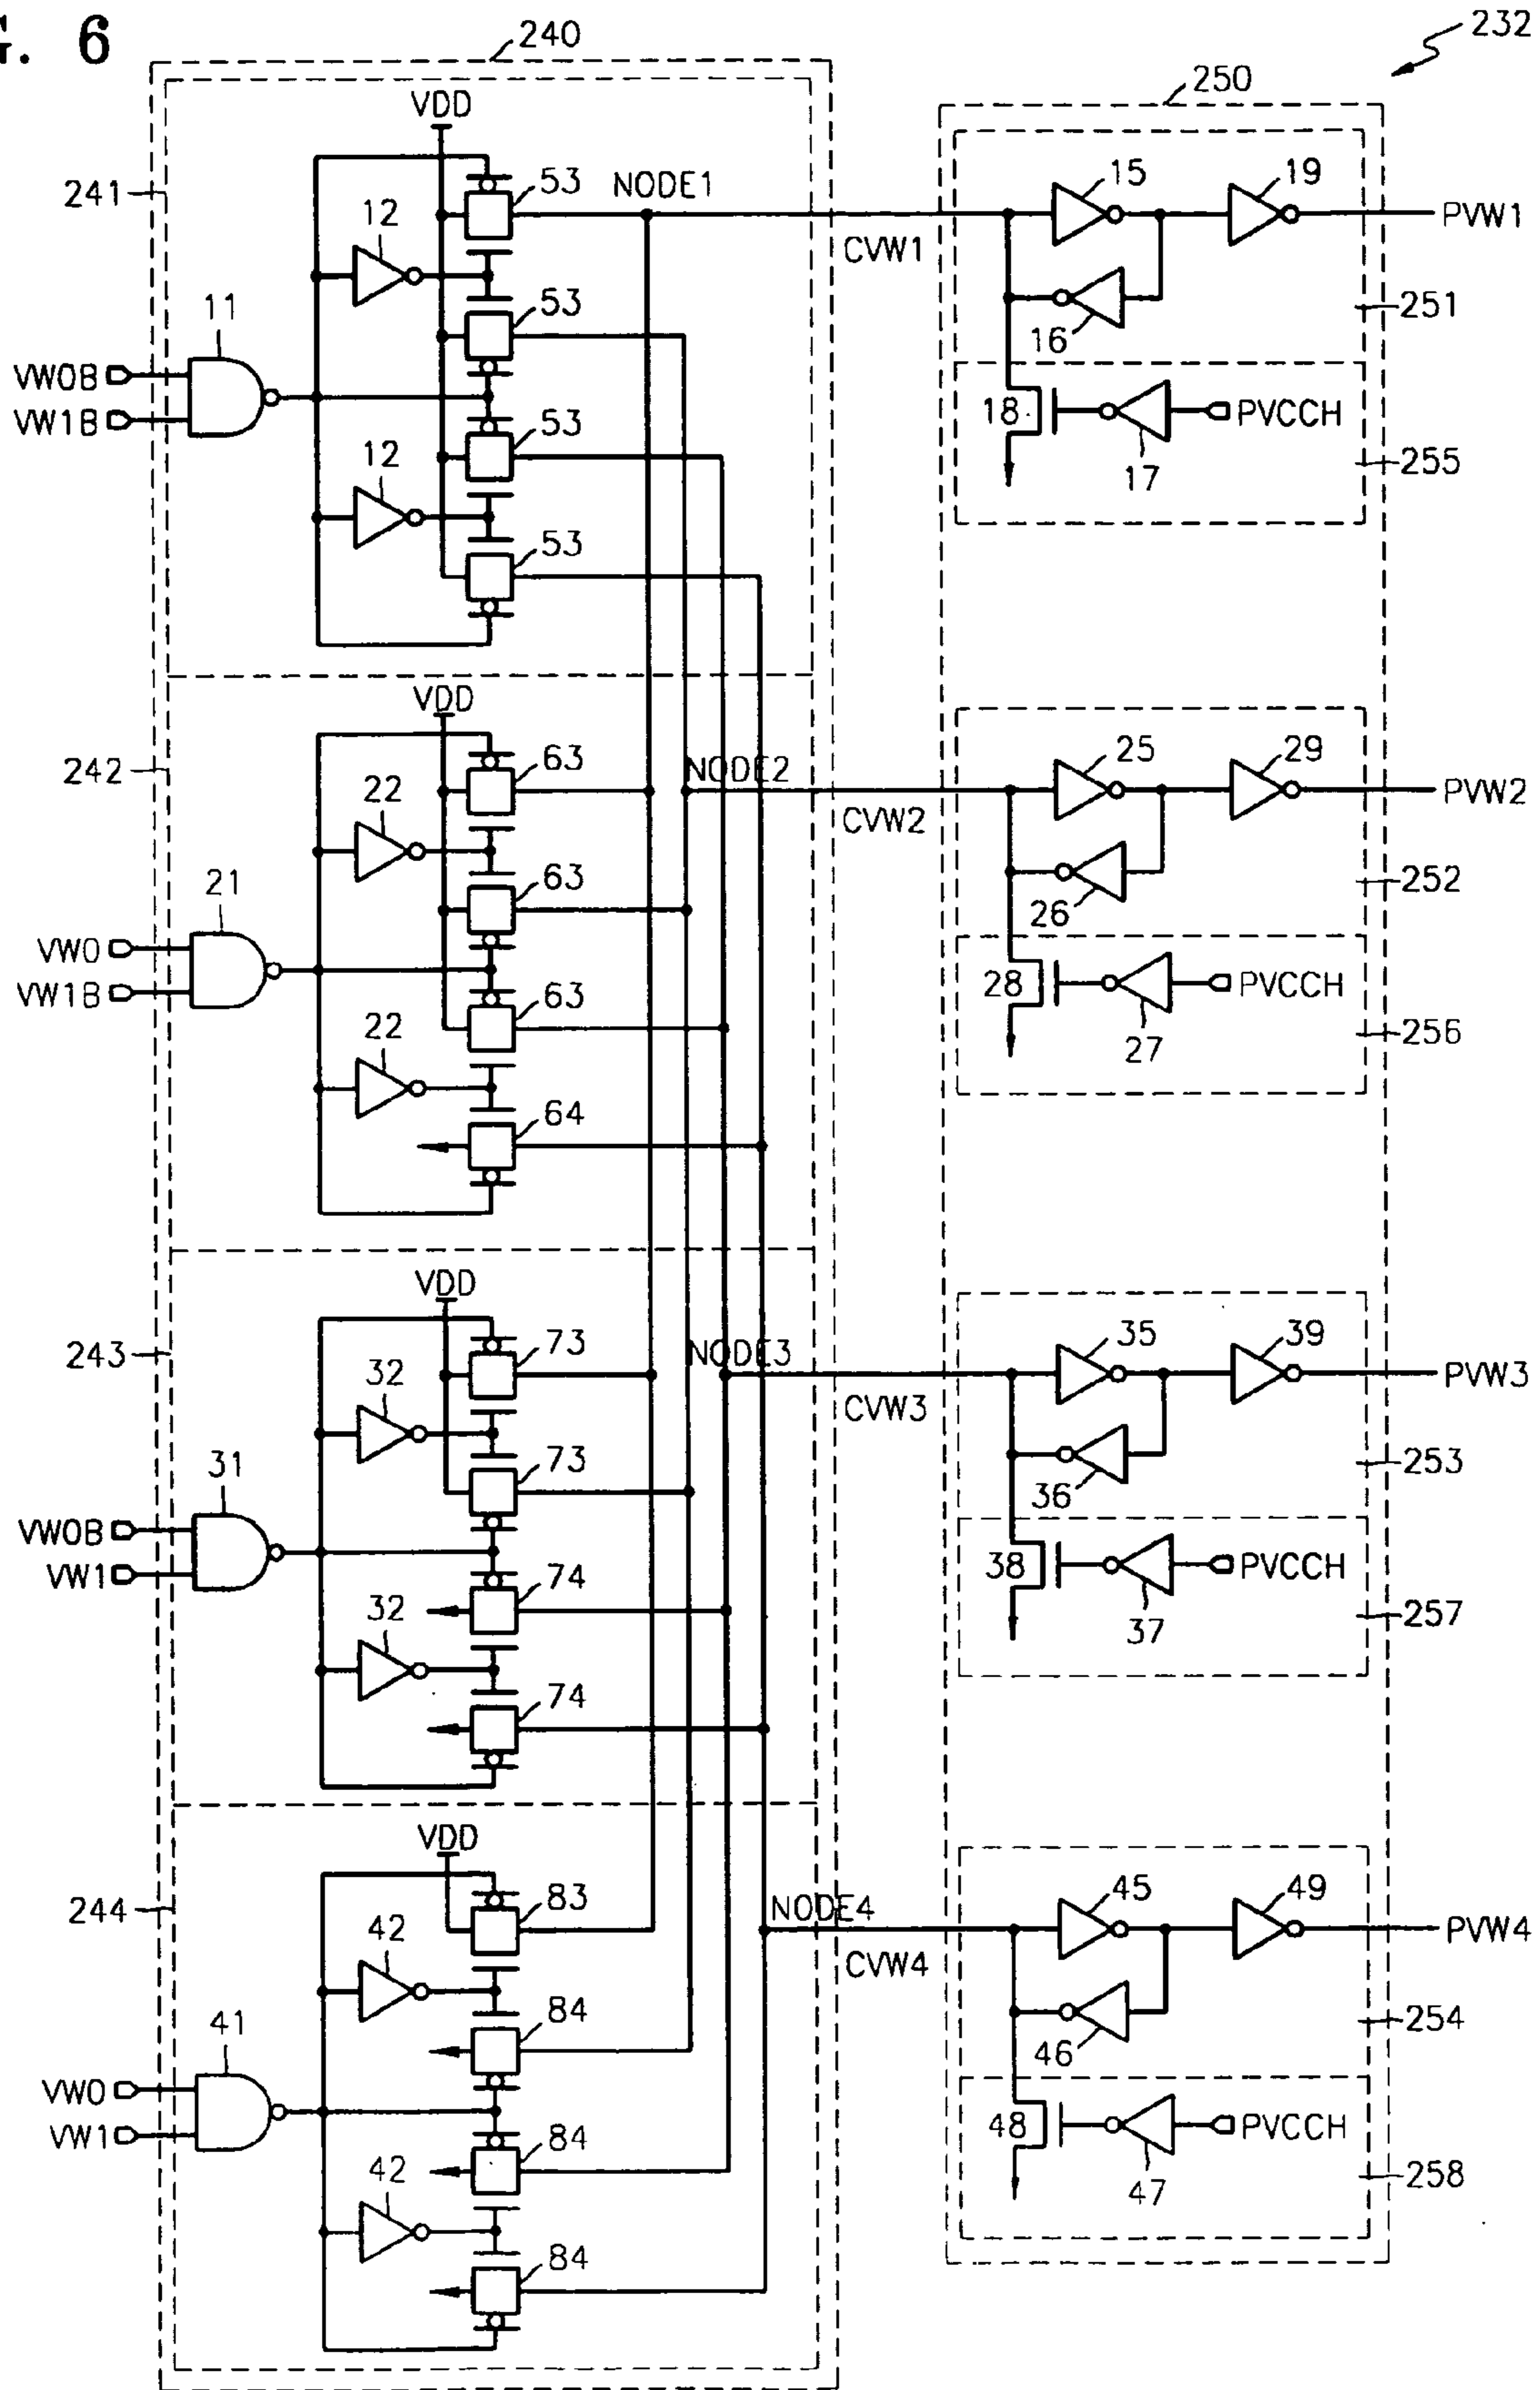 G. 6
232
240
250
VDD
241
53
NODE1
15
19
PVW1
12
CVW1
251
11
53
16
VW0B
VW1B
53
18
PVCCH
12
17
255
53
VDD
242
63
NODE2
25
29
PVW2
22
CVW2
252
21
63
26
VW0
VW1B
63
28
PVCCH
22
27
256
64
VDD
243
73
NODE3
35
39
PVW3
32
CVW3
253
31
73
36
VW0B
VW1
74
38
PVCCH
32
37
257
74
VDD
244
83
NODE4
45
49
PVW4
42
CVW4
254
41
84
46
VW0
VW1
84
48
PVCCH
42
47
258
84